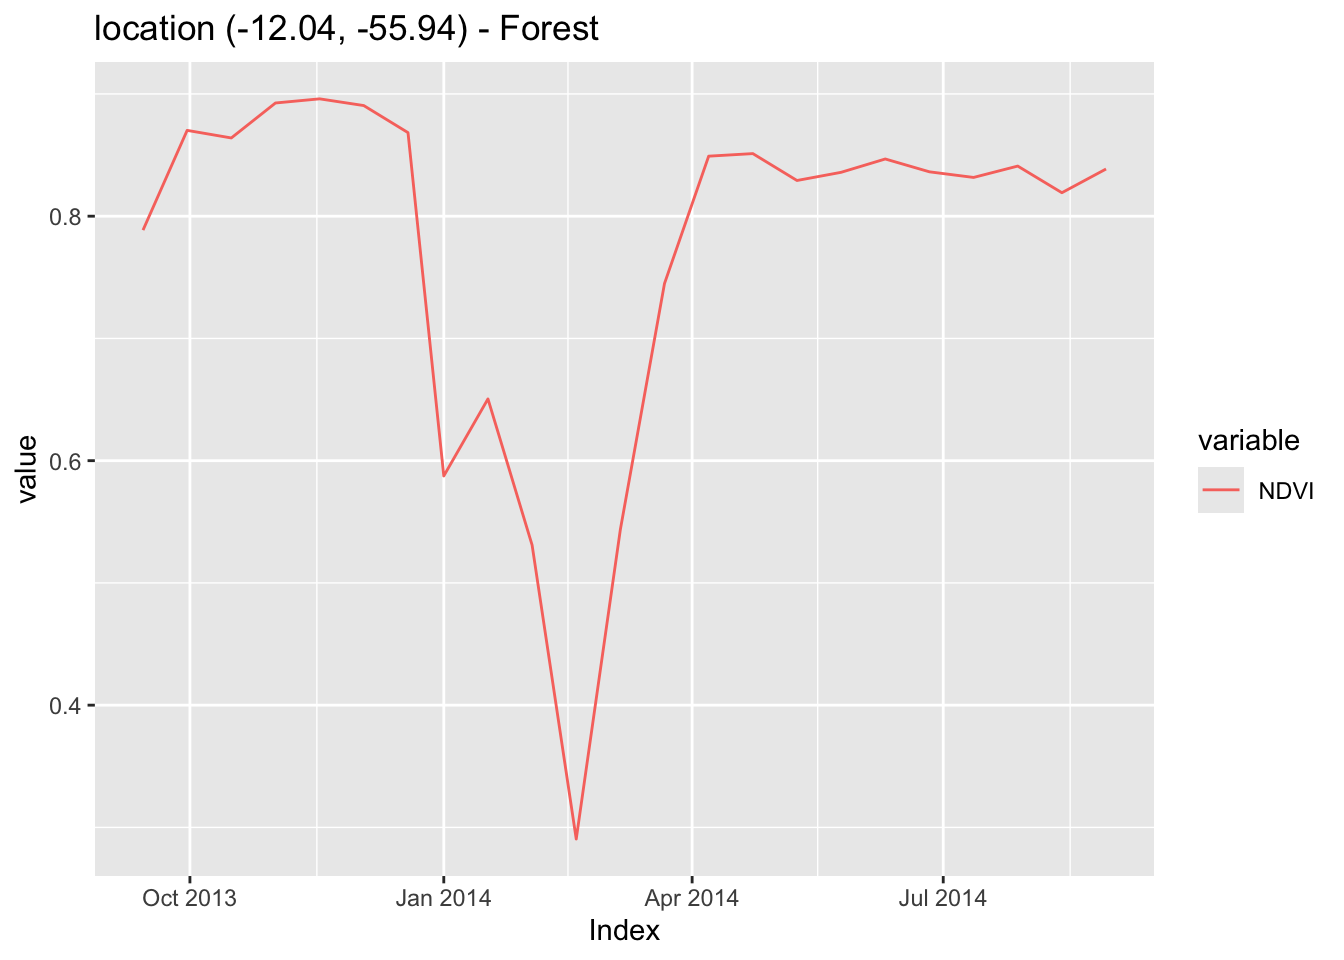 location (-12.04, -55.94) - Forest
0.8
0.6
0.4
value
Oct 2013
Jan 2014
Apr 2014
Jul 2014
Index
variable
NDVI